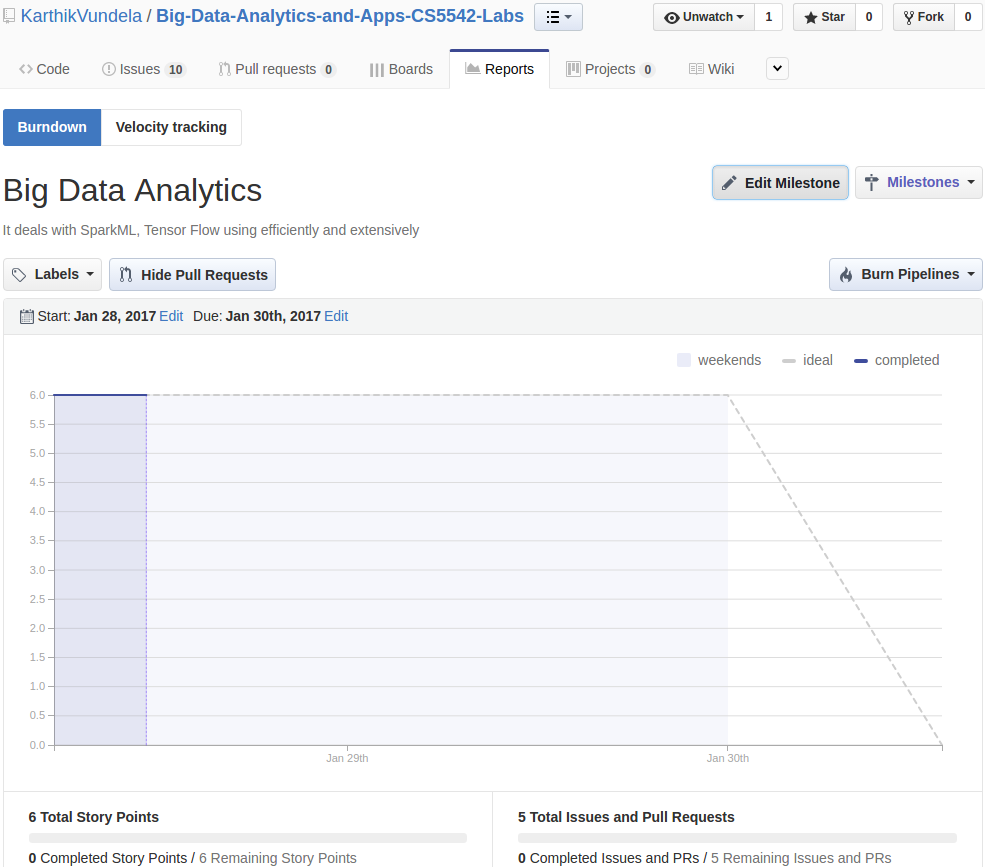 KarthikVundela / Big-Data-Analytics-and-Apps-CS5542-Labs Unwatch 1 Star 0 Fork 0
Code Issues 10 Pull requests 0 Boards Reports Projects 0 Wiki
Burndown Velocity tracking
Big Data Analytics Edit Milestone Milestones
It deals with SparkML, Tensor Flow using efficiently and extensively
Labels Hide Pull Requests Burn Pipelines
Start: Jan 28, 2017 Edit Due: Jan 30th, 2017 Edit
weekends ideal completed
6.0
5.5
5.0
4.5
4.0
3.5
3.0
2.5
2.0
1.5
1.0
0.5
0.0
Jan 29th Jan 30th
6 Total Story Points 5 Total Issues and Pull Requests
0 Completed Story Points / 6 Remaining Story Points 0 Completed Issues and PRs / 5 Remaining Issues and PRs